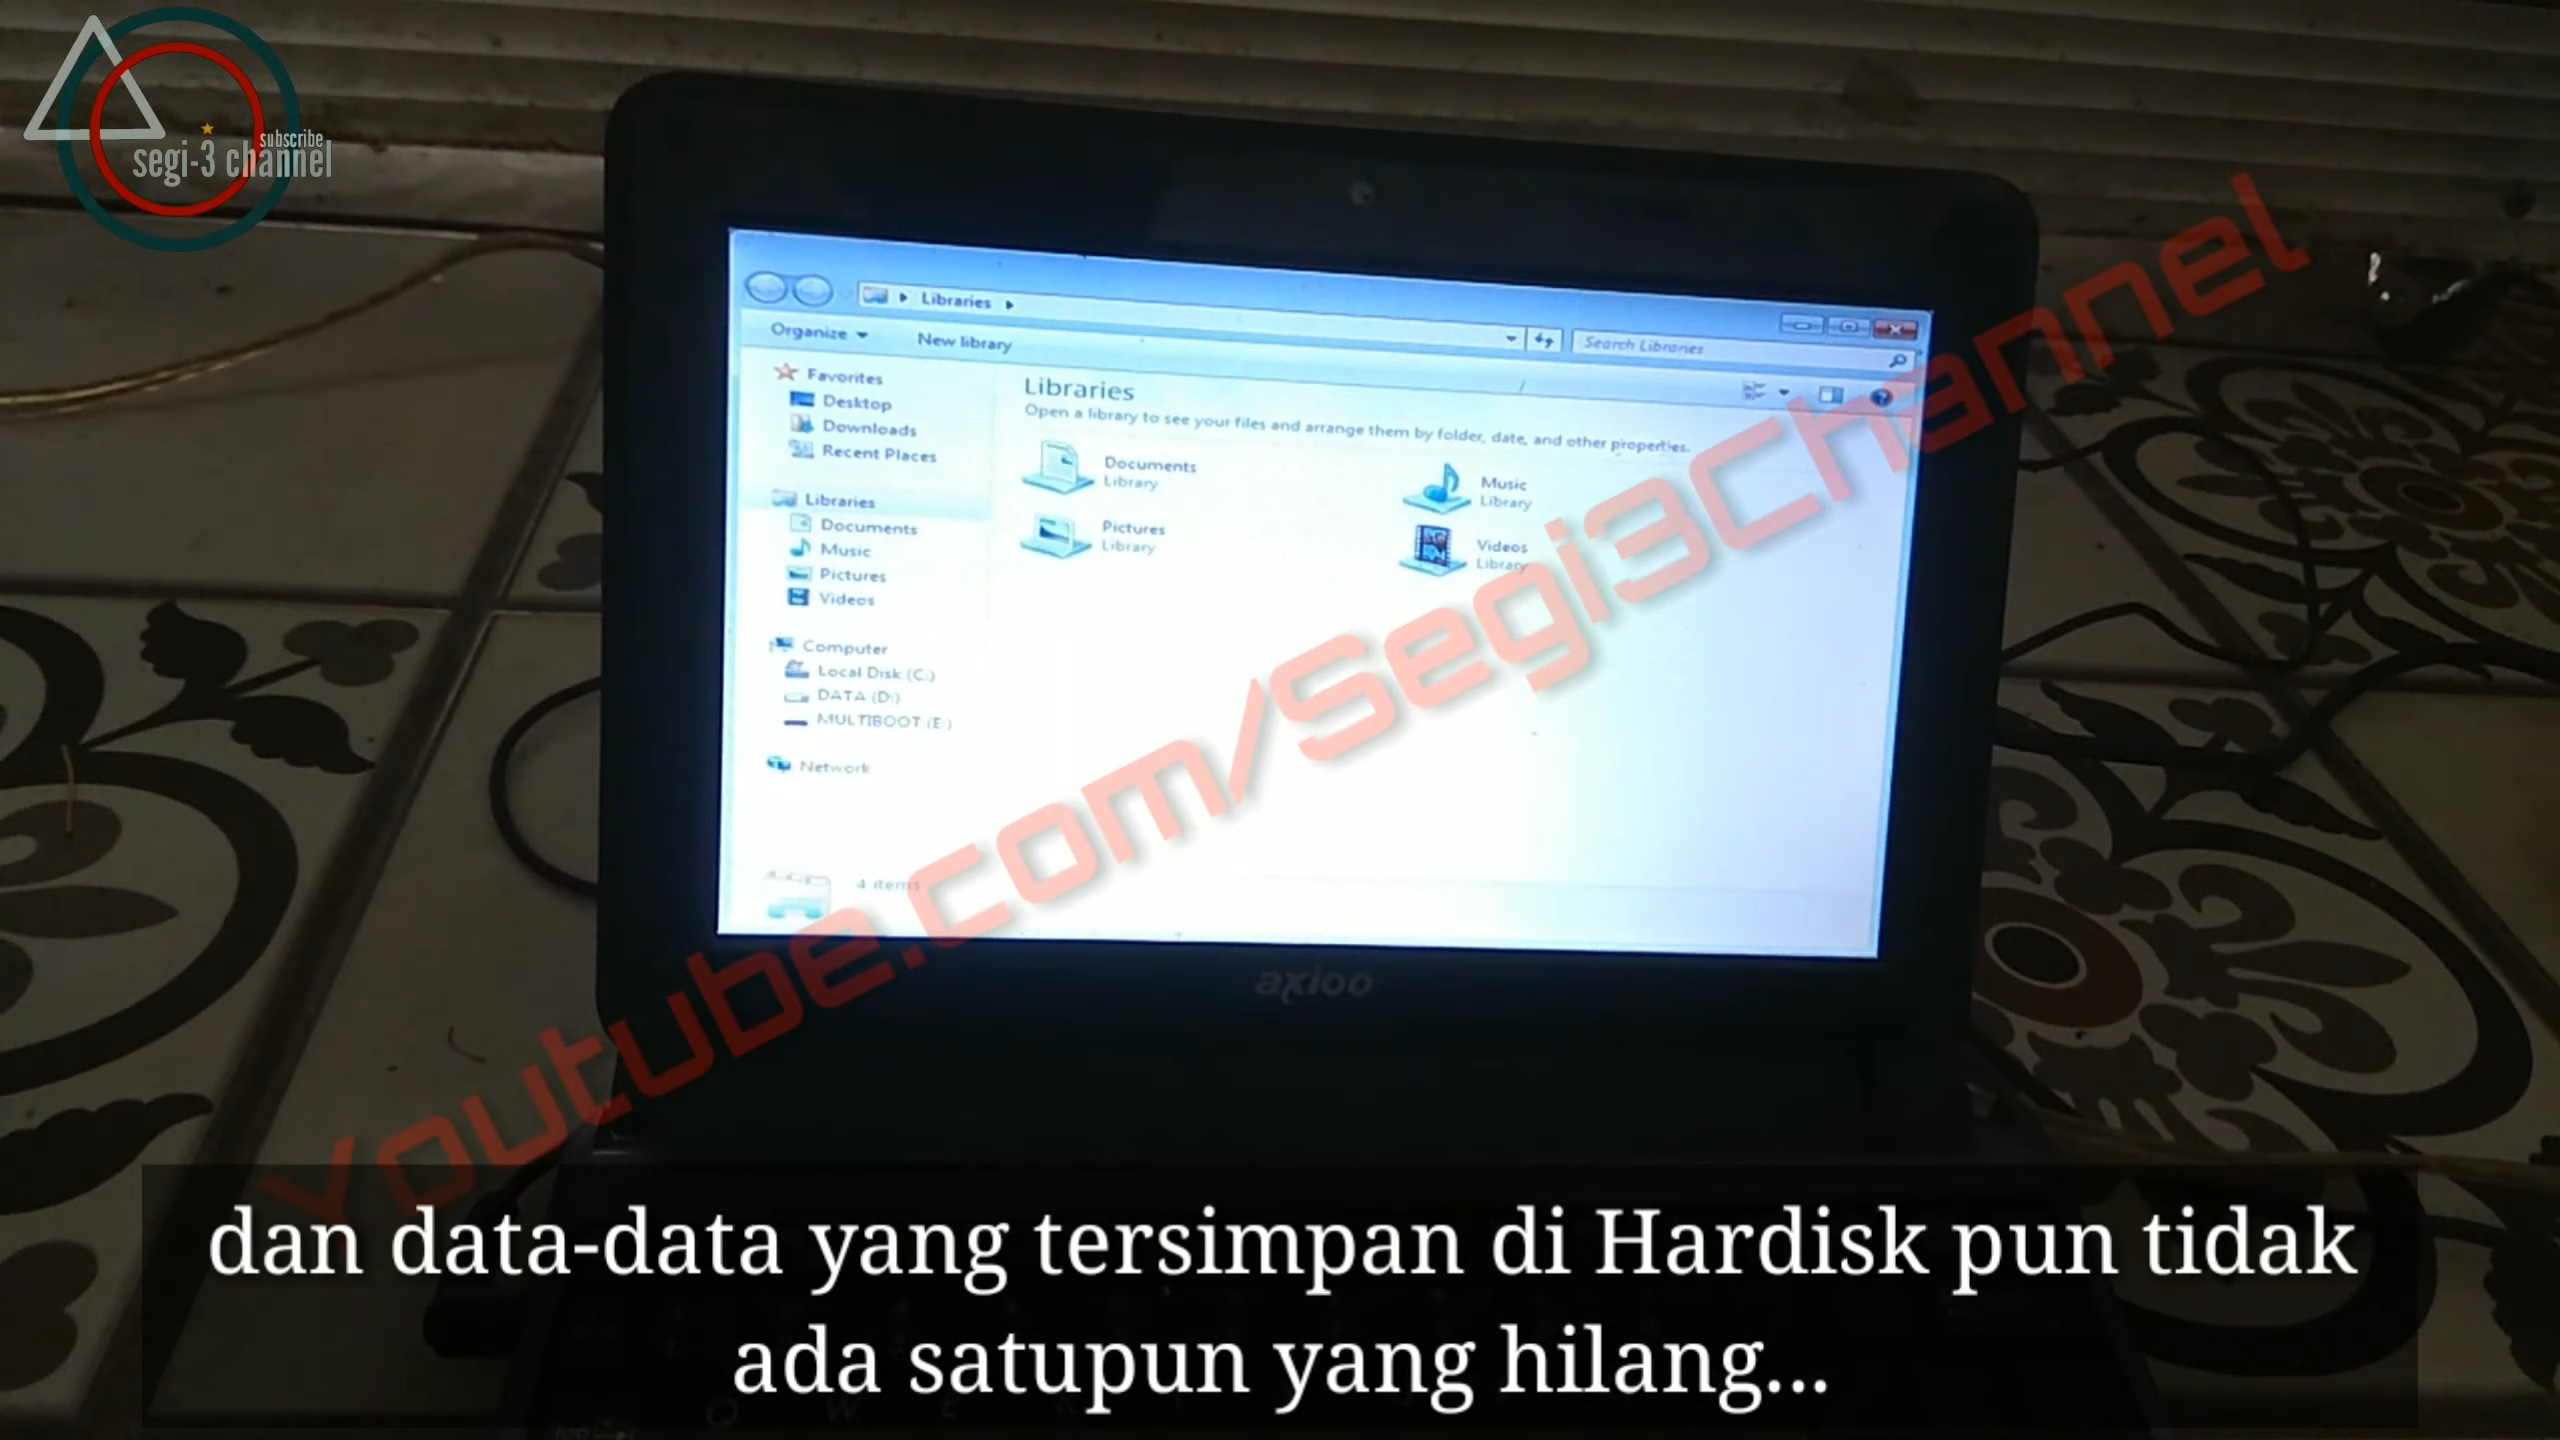 subscribe
segi-3 channel
Libraries
Search Libraries
Organize
New library
Favorites
Desktop
Downloads
Recent Places
Libraries
Documents
Music
Pictures
Videos
Computer
Local Disk (C:)
DATA (D:)
MULTIBOOT (E:)
Network
Libraries
Open a library to see your files and arrange them by folder, date, and other properties.
Documents
Library
Music
Library
Pictures
Library
Videos
Library
4 items
axioo
Youtube.com/Segi3Channel
dan data-data yang tersimpan di Hardisk pun tidak
ada satupun yang hilang...